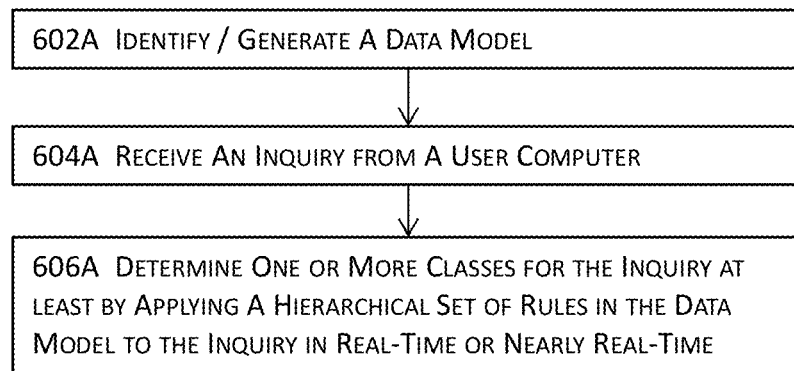 602A IDENTIFY / GENERATE A DATA MODEL
604A RECEIVE AN INQUIRY FROM A USER COMPUTER
606A DETERMINE ONE OR MORE CLASSES FOR THE INQUIRY AT
LEAST BY APPLYING A HIERARCHICAL SET OF RULES IN THE DATA
MODEL TO THE INQUIRY IN REAL-TIME OR NEARLY REAL-TIME